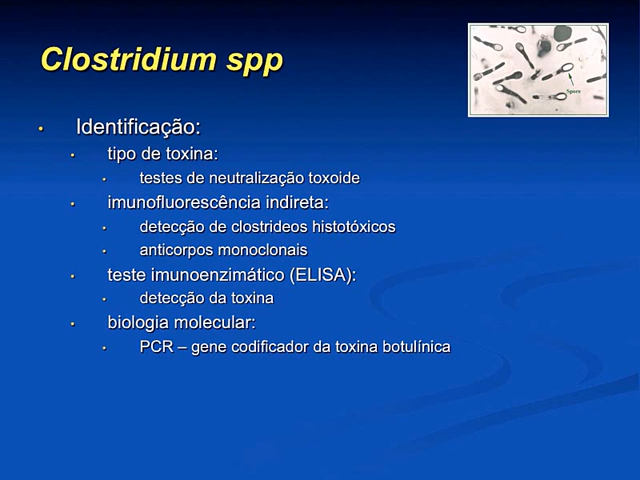 Clostridium spp
Spore
• Identificação:
• tipo de toxina:
• testes de neutralização toxoide
• imunofluorescência indireta:
• detecção de clostrideos histotóxicos
• anticorpos monoclonais
• teste imunoenzimático (ELISA):
• detecção da toxina
• biologia molecular:
• PCR – gene codificador da toxina botulínica